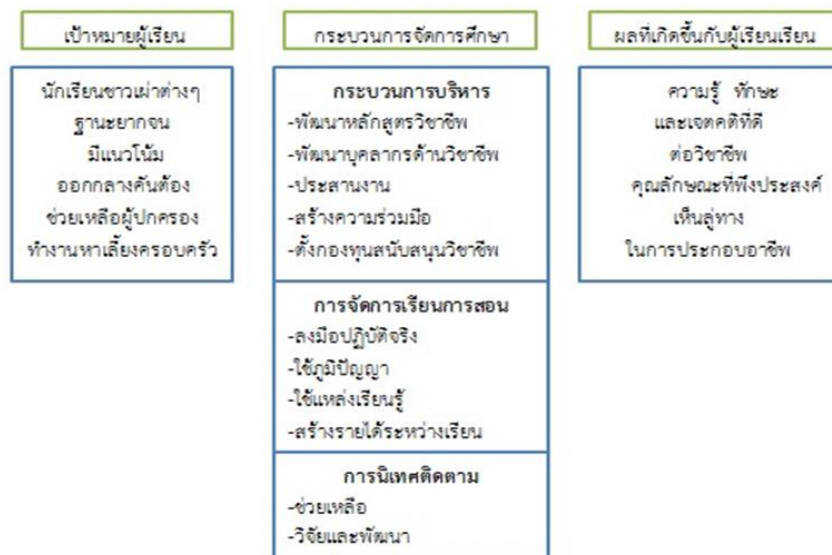 เป้าหมายผู้เรียน
นักเรียนชาวเผ่าต่างๆ
ฐานะยากจน
มีแนวโน้ม
ออกกลางคันต้อง
ช่วยเหลือผู้ปกครอง
ทำงานหาเลี้ยงครอบครัว
กระบวนการจัดการศึกษา
กระบวนการบริหาร
-พัฒนาหลักสูตรวิชาชีพ
-พัฒนาบุคลากรด้านวิชาชีพ
-ประสานงาน
-สร้างความร่วมมือ
-ตั้งกองทุนสนับสนุนวิชาชีพ
การจัดการเรียนการสอน
-ลงมือปฏิบัติจริง
-ใช้ภูมิปัญญา
-ใช้แหล่งเรียนรู้
-สร้างรายได้ระหว่างเรียน
การนิเทศติดตาม
-ช่วยเหลือ
-วิจัยและพัฒนา
ผลที่เกิดขึ้นกับผู้เรียนเรียน
ความรู้ ทักษะ
และเจตคติที่ดี
ต่อวิชาชีพ
คุณลักษณะที่พึงประสงค์
เห็นลู่ทาง
ในการประกอบอาชีพ